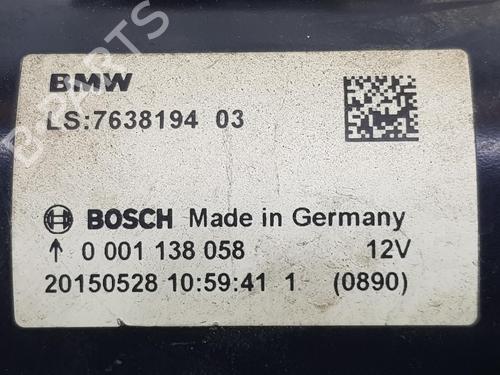 B-PARTS
BMW
LS:7638194 03
BOSCH Made in Germany
↑ 0 001 138 058 12V
20150528 10:59:41 1 (0890)